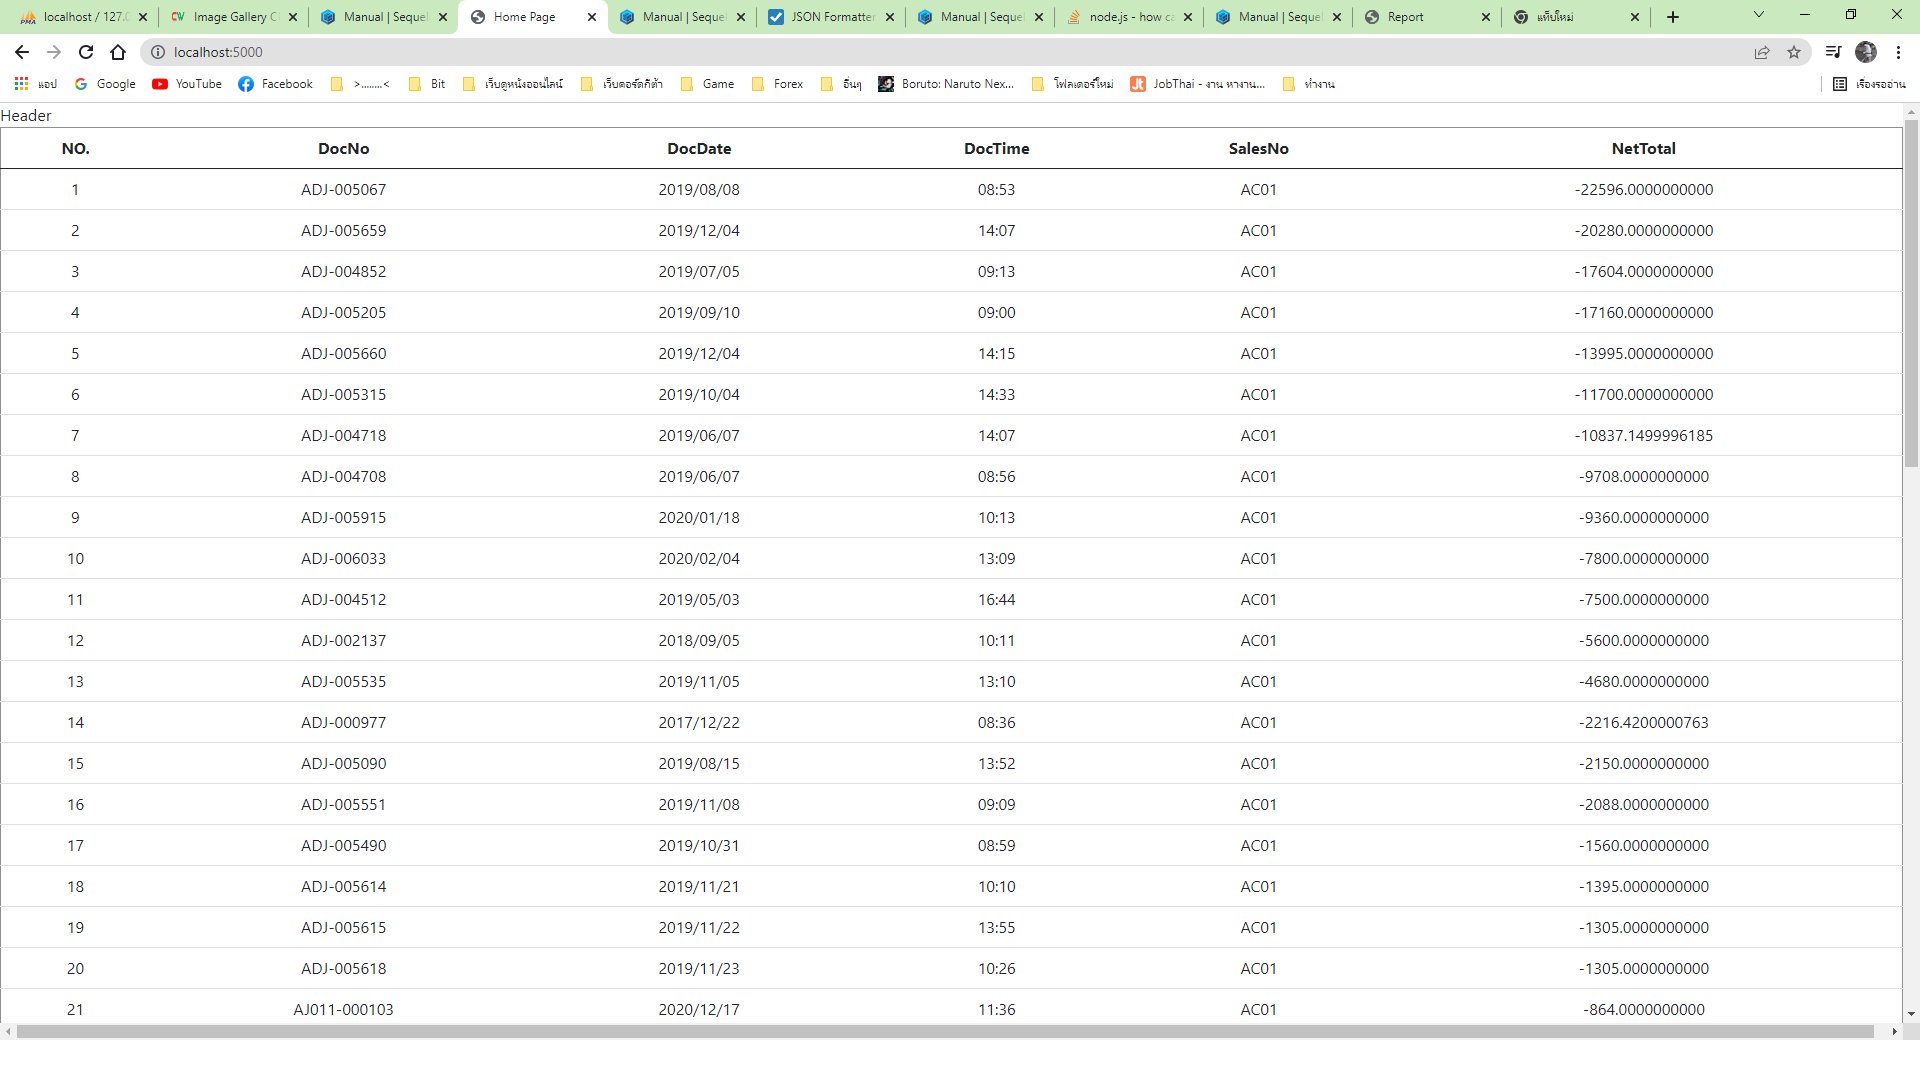 localhost / 127.0
Image Gallery C
Manual | Sequel
Home Page
Manual | Sequel
JSON Formatter
Manual | Sequel
node.js - how ca
Manual | Sequel
Report
แท็บใหม่
localhost:5000
แอป
Google
YouTube
Facebook
>........<
Bit
เว็บดูหนังออนไลน์
เว็บคอร์ดกีต้า
Game
Forex
อื่นๆ
Boruto: Naruto Nex...
โฟลเดอร์ใหม่
JobThai - งาน หางาน...
ทำงาน
เรื่องรออ่าน
Header
NO. DocNo DocDate DocTime SalesNo NetTotal
1 ADJ-005067 2019/08/08 08:53 AC01 -22596.0000000000
2 ADJ-005659 2019/12/04 14:07 AC01 -20280.0000000000
3 ADJ-004852 2019/07/05 09:13 AC01 -17604.0000000000
4 ADJ-005205 2019/09/10 09:00 AC01 -17160.0000000000
5 ADJ-005660 2019/12/04 14:15 AC01 -13995.0000000000
6 ADJ-005315 2019/10/04 14:33 AC01 -11700.0000000000
7 ADJ-004718 2019/06/07 14:07 AC01 -10837.1499996185
8 ADJ-004708 2019/06/07 08:56 AC01 -9708.0000000000
9 ADJ-005915 2020/01/18 10:13 AC01 -9360.0000000000
10 ADJ-006033 2020/02/04 13:09 AC01 -7800.0000000000
11 ADJ-004512 2019/05/03 16:44 AC01 -7500.0000000000
12 ADJ-002137 2018/09/05 10:11 AC01 -5600.0000000000
13 ADJ-005535 2019/11/05 13:10 AC01 -4680.0000000000
14 ADJ-000977 2017/12/22 08:36 AC01 -2216.4200000763
15 ADJ-005090 2019/08/15 13:52 AC01 -2150.0000000000
16 ADJ-005551 2019/11/08 09:09 AC01 -2088.0000000000
17 ADJ-005490 2019/10/31 08:59 AC01 -1560.0000000000
18 ADJ-005614 2019/11/21 10:10 AC01 -1395.0000000000
19 ADJ-005615 2019/11/22 13:55 AC01 -1305.0000000000
20 ADJ-005618 2019/11/23 10:26 AC01 -1305.0000000000
21 AJ011-000103 2020/12/17 11:36 AC01 -864.0000000000